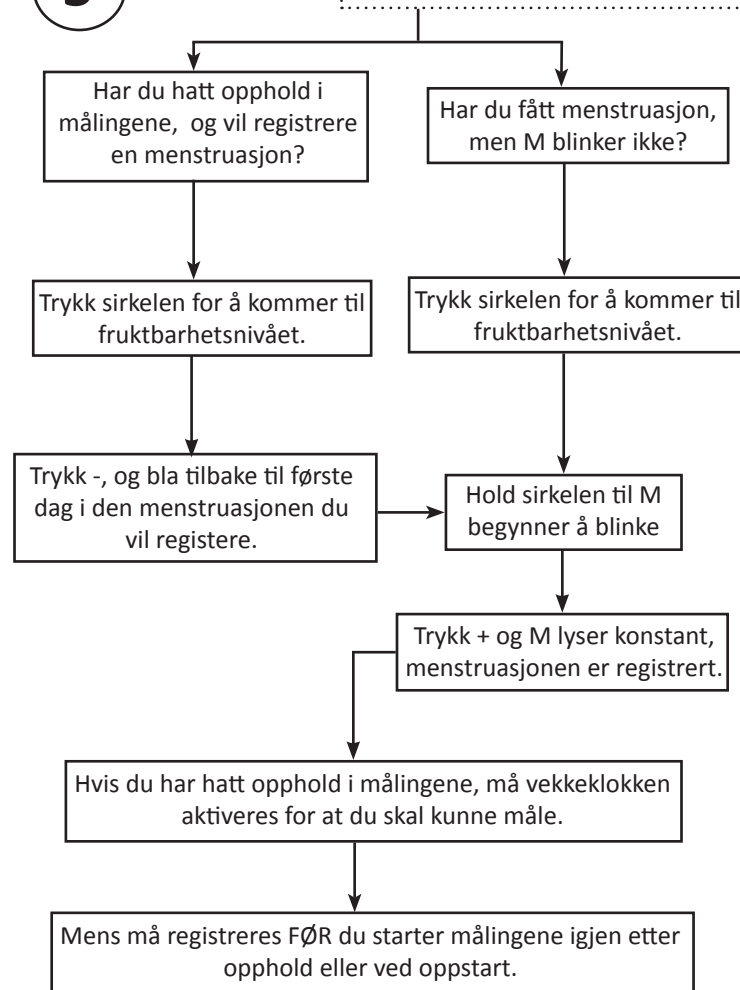 Har du hatt opphold i
målingene, og vil registrere
en menstruasjon?
Har du fått menstruasjon,
men M blinker ikke?
Trykk sirkelen for å kommer til
fruktbarhetsnivået.
Trykk sirkelen for å kommer til
fruktbarhetsnivået.
Trykk -, og bla tilbake til første
dag i den menstruasjonen du
vil registere.
Hold sirkelen til M
begynner å blinke
Trykk + og M lyser konstant,
menstruasjonen er registrert.
Hvis du har hatt opphold i målingene, må vekkeklokken
aktiveres for at du skal kunne måle.
Mens må registreres FØR du starter målingene igjen etter
opphold eller ved oppstart.